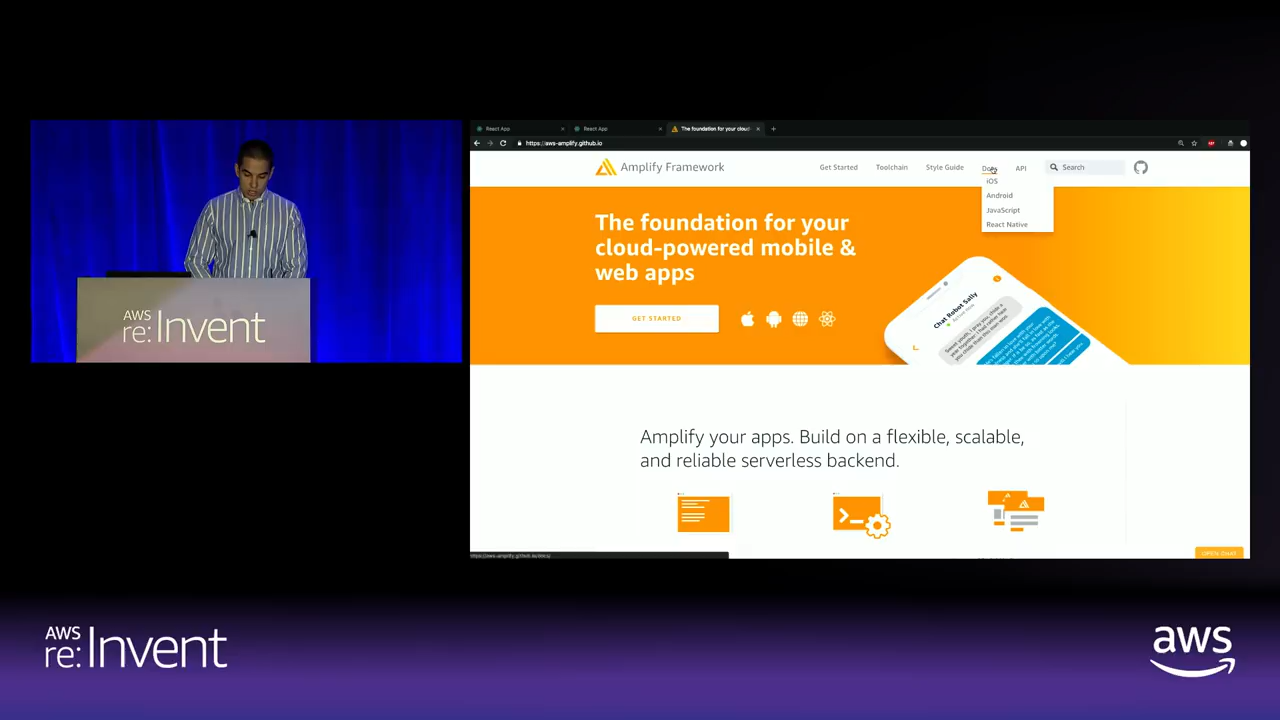 AWS
re:Invent
React App
React App
The foundation for your cloud-
https://aws-amplify.github.io
Amplify Framework
Get Started
Toolchain
Style Guide
Docs
API
Search
iOS
Android
JavaScript
React Native
The foundation for your
cloud-powered mobile &
web apps
GET STARTED
Chat Robot Sally
Amplify your apps. Build on a flexible, scalable,
and reliable serverless backend.
OPEN CHAT
AWS
re:Invent
aws